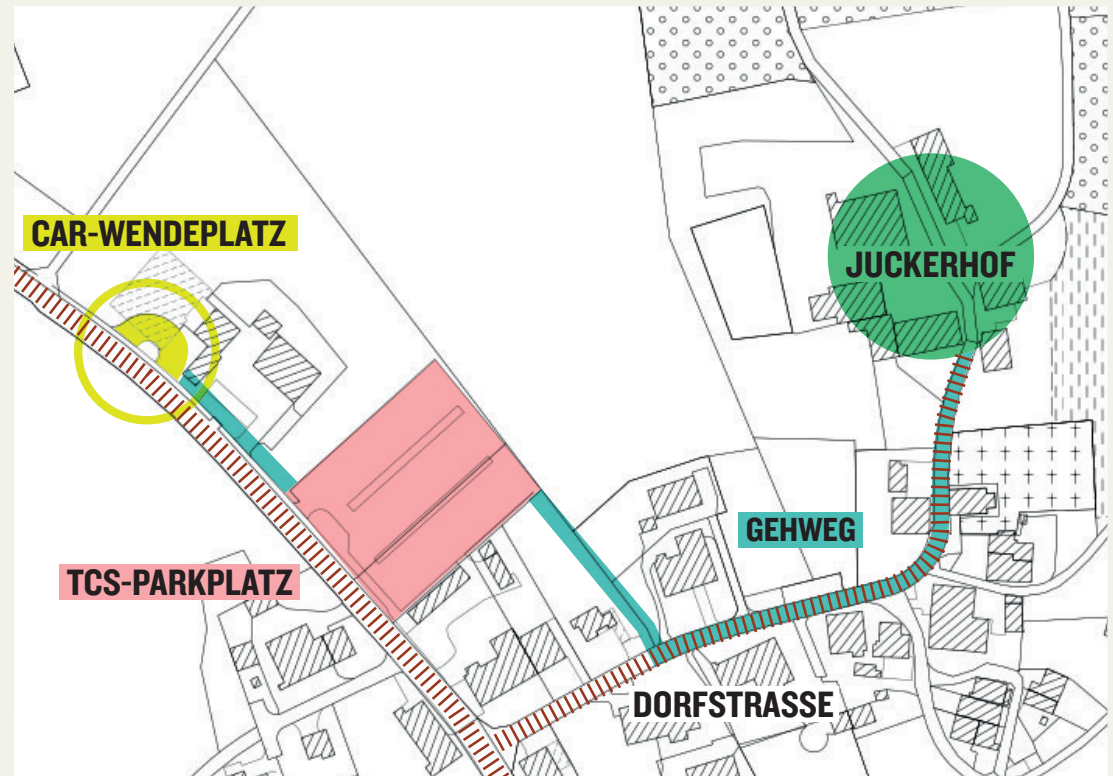 CAR-WENDEPLATZ
JUCKERHOF
GEHWEG
TCS-PARKPLATZ
DORFSTRASSE